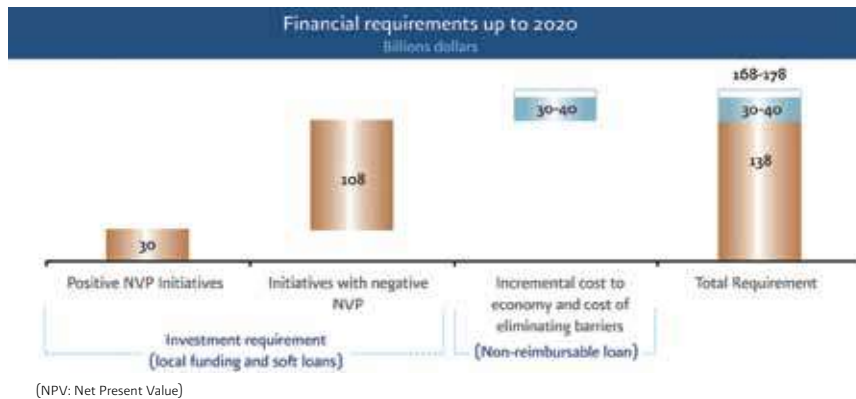 Financial requirements up to 2020
Billions dollars
168-178
30-40
30-40
108
138
30
Positive NVP Initiatives
Initiatives with negative
NVP
Incremental cost to
economy and cost of
eliminating barriers
Total Requirement
Investment requirement
(local funding and soft loans)
(Non-reimbursable loan)
(NPV: Net Present Value)